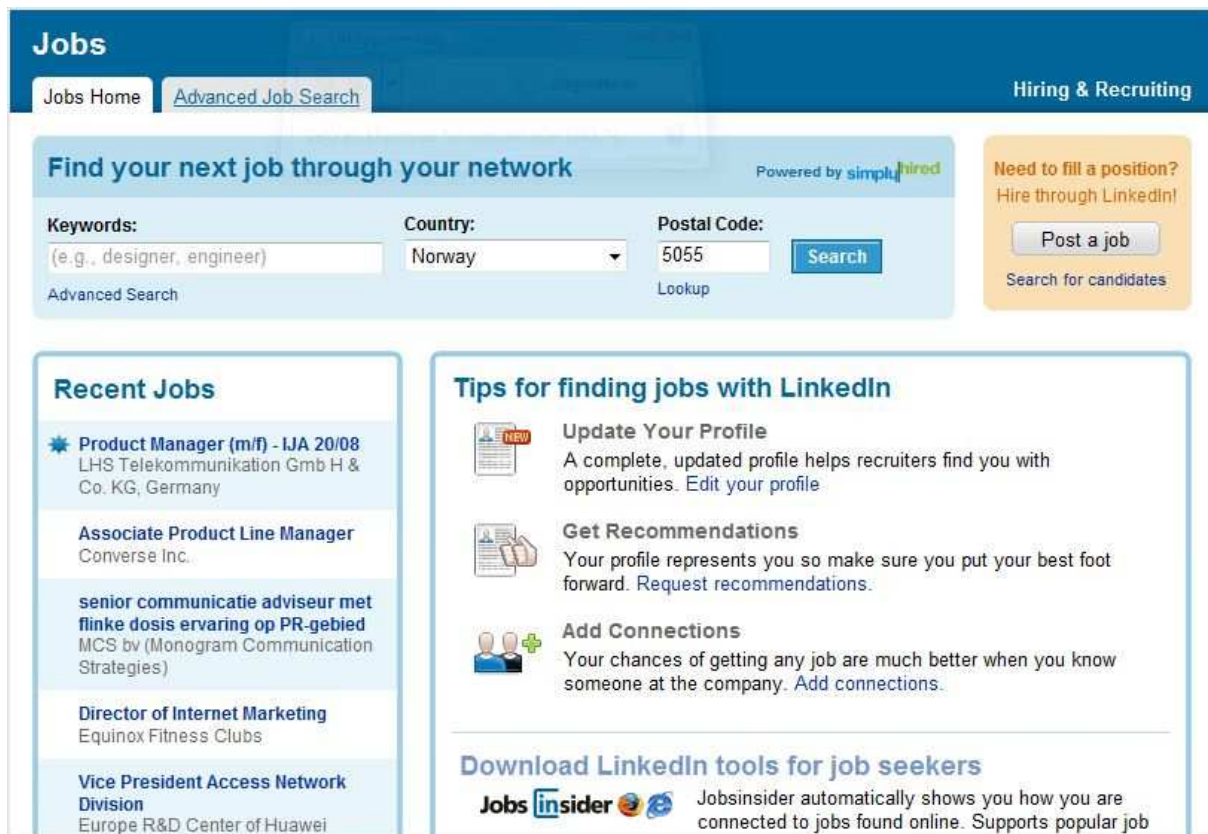 Jobs
Jobs Home
Advanced Job Search
Hiring & Recruiting
Find your next job through your network
Powered by simplyhired
Keywords:
(e.g., designer, engineer)
Advanced Search
Country:
Norway
Postal Code:
5055
Lookup
Search
Need to fill a position?
Hire through LinkedIn!
Post a job
Search for candidates
Recent Jobs
Product Manager (m/f) - IJA 20/08
LHS Telekommunikation Gmb H &
Co. KG, Germany
Associate Product Line Manager
Converse Inc.
senior communicatie adviseur met
flinke dosis ervaring op PR-gebied
MCS bv (Monogram Communication
Strategies)
Director of Internet Marketing
Equinox Fitness Clubs
Vice President Access Network
Division
Europe R&D Center of Huawei
Tips for finding jobs with LinkedIn
NEW
Update Your Profile
A complete, updated profile helps recruiters find you with
opportunities. Edit your profile
Get Recommendations
Your profile represents you so make sure you put your best foot
forward. Request recommendations.
Add Connections
Your chances of getting any job are much better when you know
someone at the company. Add connections.
Download LinkedIn tools for job seekers
Jobs insider
Jobsinsider automatically shows you how you are
connected to jobs found online. Supports popular job